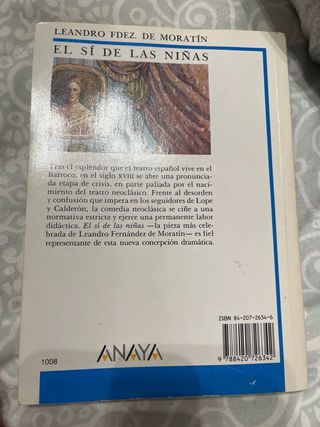 LEANDRO FDEZ. DE MORATÍN
EL SÍ DE LAS NIÑAS
Tras el esplendor que el teatro español vive en el
Barroco, en el siglo XVIII se abre una pronuncia-
da etapa de crisis, en parte paliada por el naci-
miento del teatro neoclásico. Frente al desorden
y confusión que impera en los seguidores de Lope
y Calderón, la comedia neoclásica se ciñe a una
normativa estricta y ejerce una permanente labor
didáctica. El sí de las niñas —la pieza más cele-
brada de Leandro Fernández de Moratín— es fiel
representante de esta nueva concepción dramática.
ISBN 84-207-2634-6
9 788420 726342
1008
ANAYA